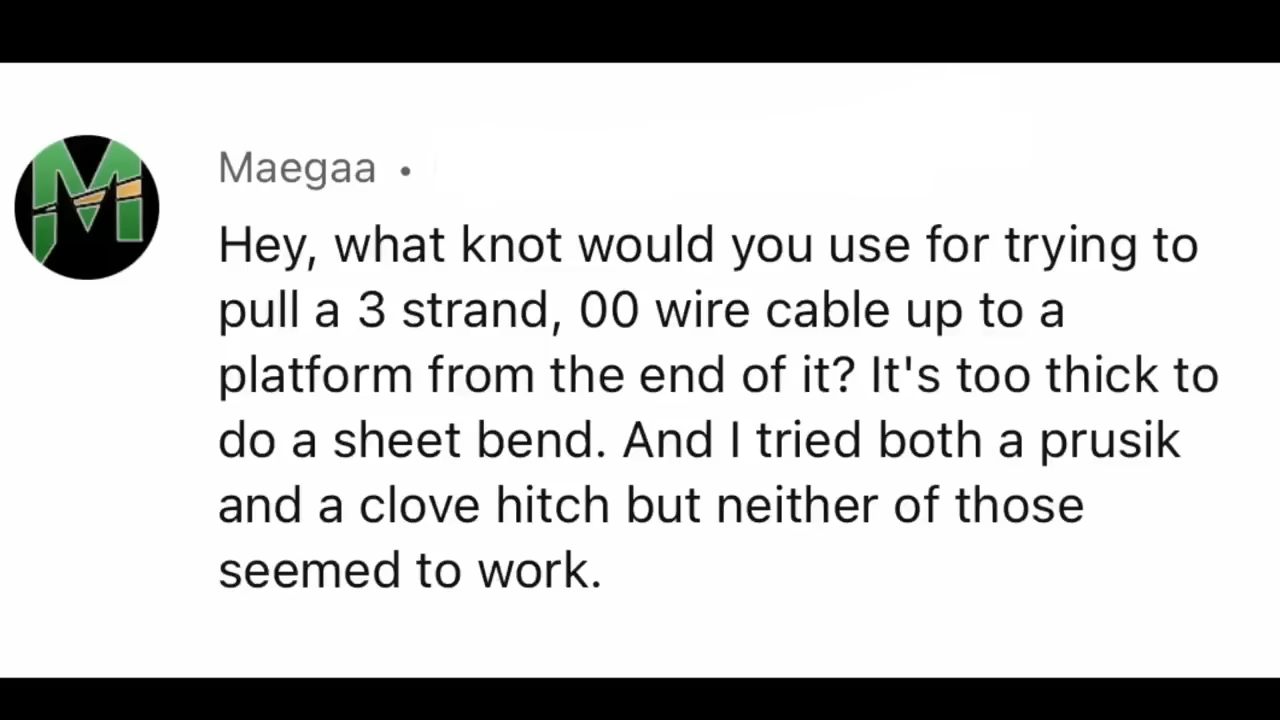 Maegaa •
Hey, what knot would you use for trying to
pull a 3 strand, 00 wire cable up to a
platform from the end of it? It's too thick to
do a sheet bend. And I tried both a prusik
and a clove hitch but neither of those
seemed to work.